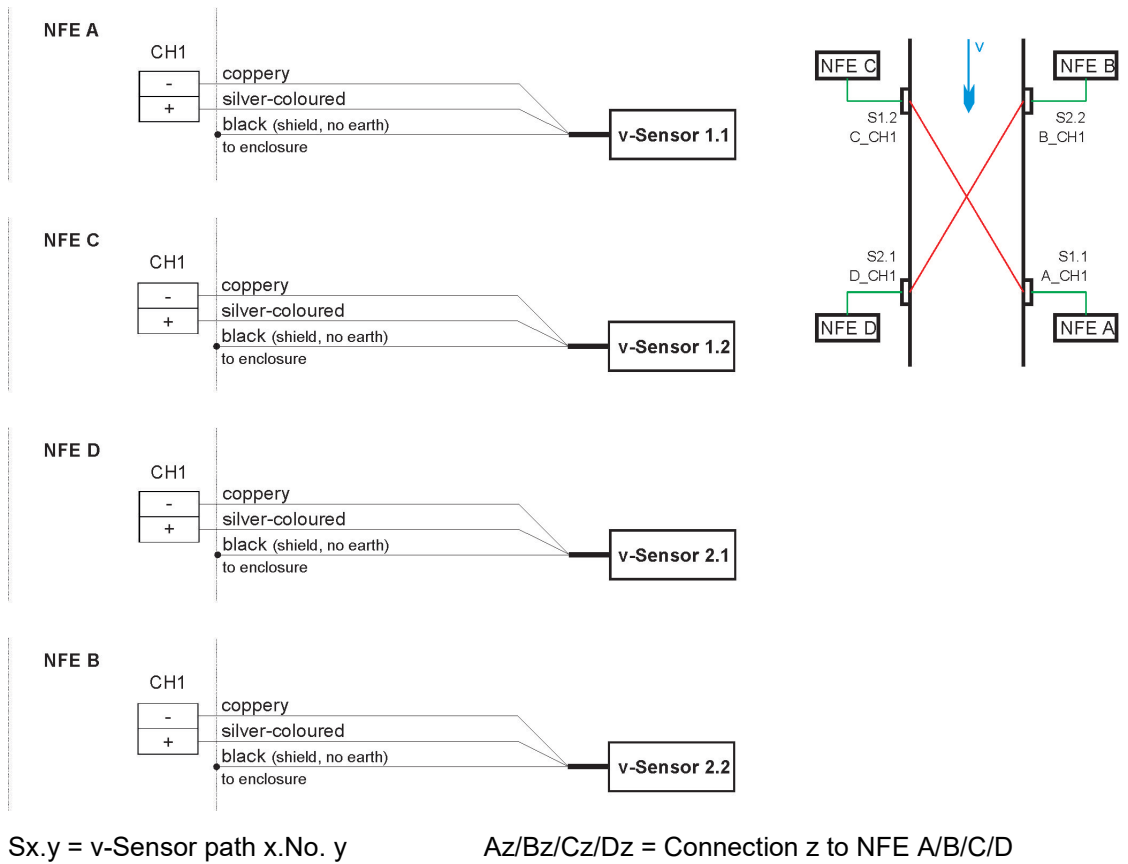 NFE A
CH1
-
+
coppery
silver-coloured
black (shield, no earth)
to enclosure
v-Sensor 1.1
NFE C
CH1
-
+
coppery
silver-coloured
black (shield, no earth)
to enclosure
v-Sensor 1.2
NFE D
CH1
-
+
coppery
silver-coloured
black (shield, no earth)
to enclosure
v-Sensor 2.1
NFE B
CH1
-
+
coppery
silver-coloured
black (shield, no earth)
to enclosure
v-Sensor 2.2
v
NFE C
NFE B
S1.2
C_CH1
S2.2
B_CH1
S2.1
D_CH1
S1.1
A_CH1
NFE D
NFE A
Sx.y = v-Sensor path x.No. y
Az/Bz/Cz/Dz = Connection z to NFE A/B/C/D